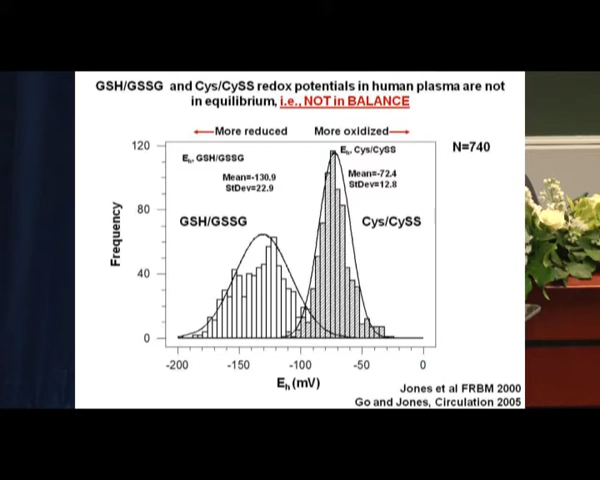 GSH/GSSG and Cys/CySS redox potentials in human plasma are not
in equilibrium, i.e., NOT in BALANCE
More reduced More oxidized
N=740
120
80
40
0
Frequency
Eh, GSH/GSSG
Mean=-130.9
StDev=22.9
GSH/GSSG
Eh, Cys/CySS
Mean=-72.4
StDev=12.8
Cys/CySS
-200 -150 -100 -50 0
Eh (mV)
Jones et al FRBM 2000
Go and Jones, Circulation 2005